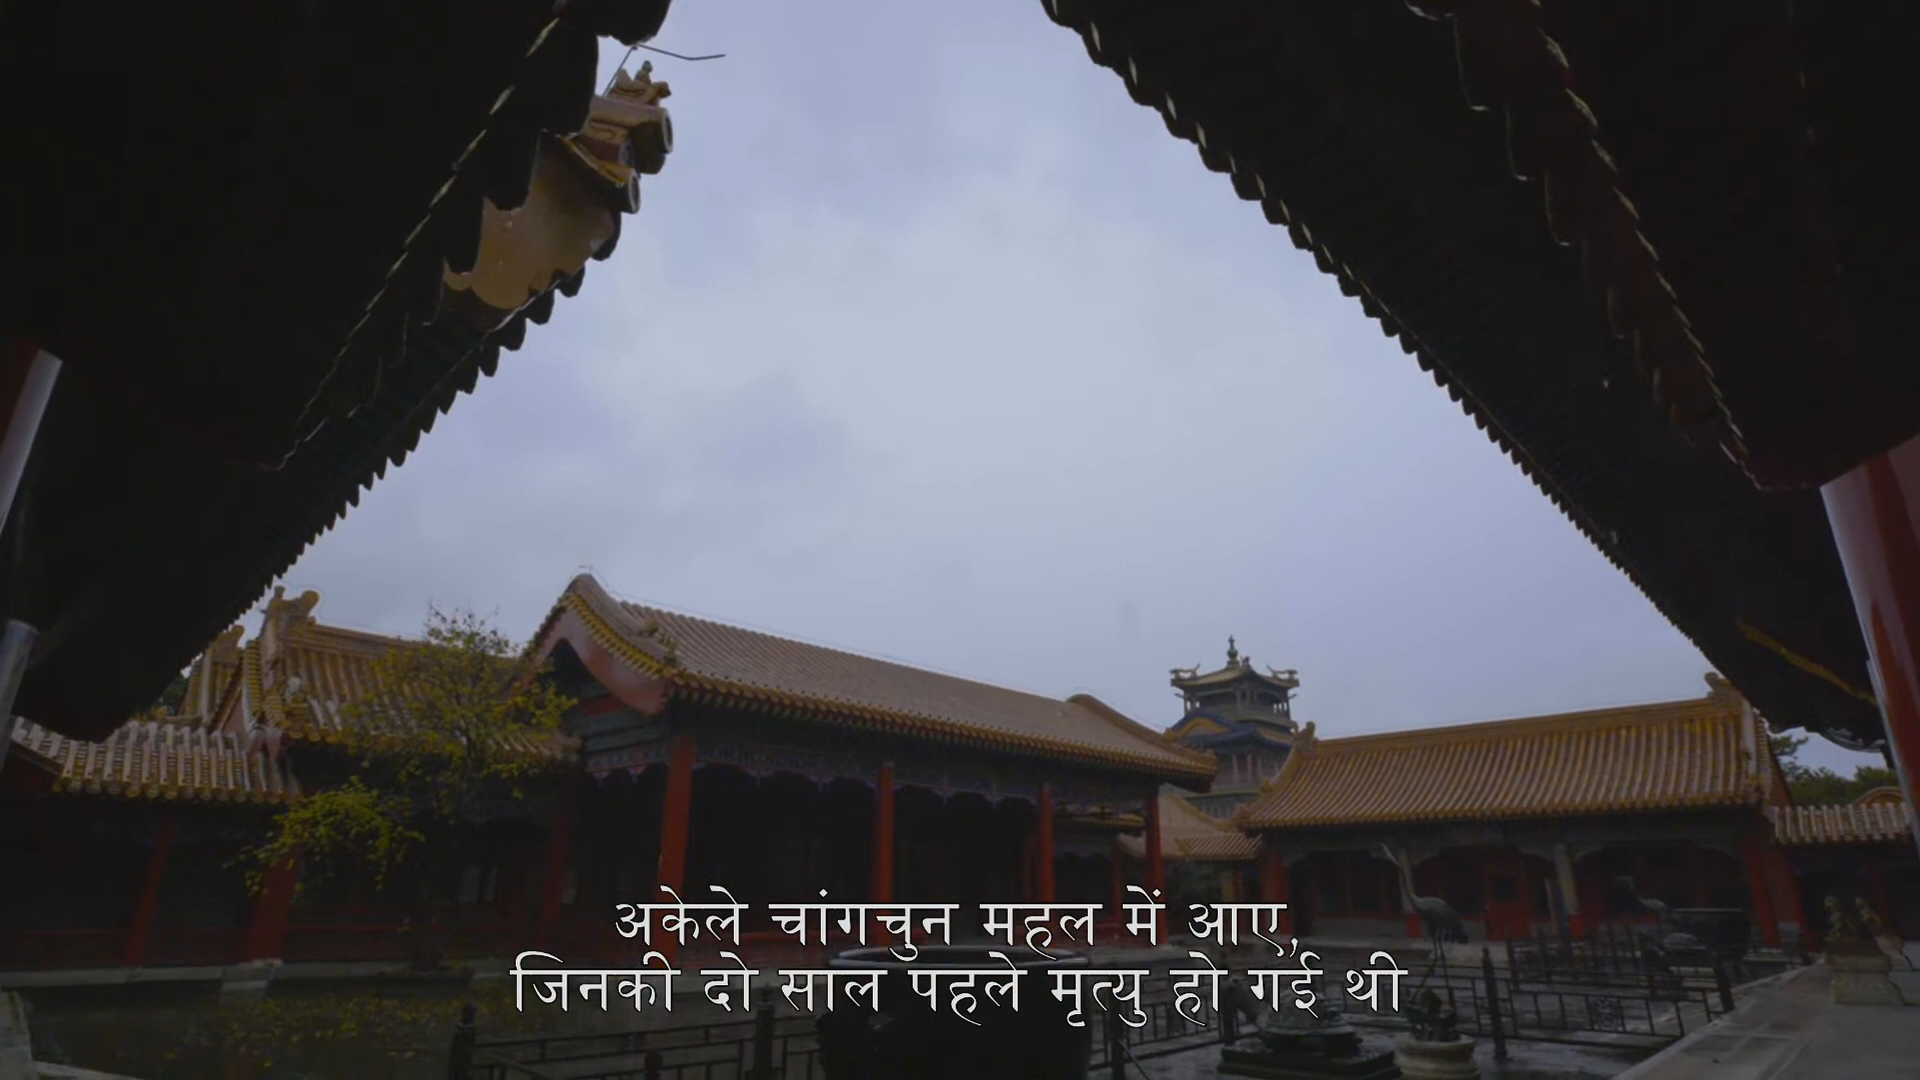 अकेले चांगचुन महल में आए,
जिनकी दो साल पहले मृत्यु हो गई थी